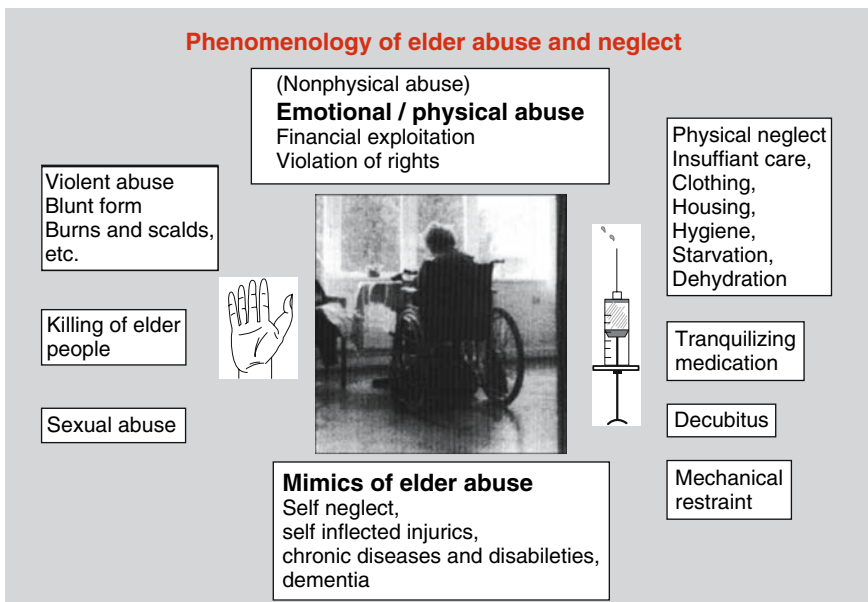 Phenomenology of elder abuse and neglect
(Nonphysical abuse)
Emotional / physical abuse
Financial exploitation
Violation of rights
Violent abuse
Blunt form
Burns and scalds,
etc.
Killing of elder
people
Sexual abuse
Physical neglect
Insuffiant care,
Clothing,
Housing,
Hygiene,
Starvation,
Dehydration
Tranquilizing
medication
Decubitus
Mechanical
restraint
Mimics of elder abuse
Self neglect,
self inflected injurics,
chronic diseases and disabileties,
dementia